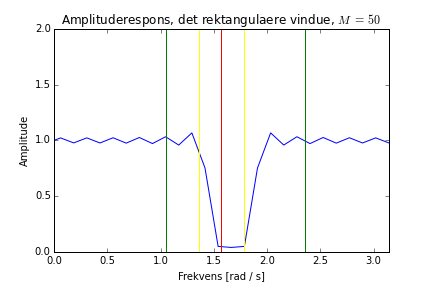 Amplituderespons, det rektangulaere vindue, M = 50
2.0
1.5
1.0
0.5
0.0
Amplitude
0.0 0.5 1.0 1.5 2.0 2.5 3.0
Frekvens [rad / s]